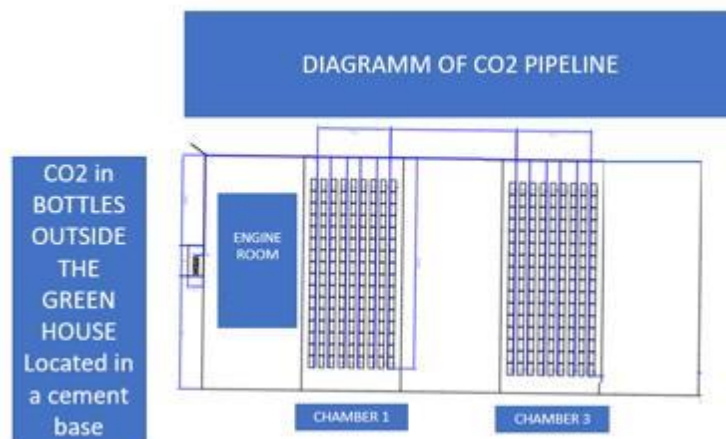 DIAGRAMM OF CO2 PIPELINE
CO2 in
BOTTLES
OUTSIDE
THE
GREEN
HOUSE
Located in
a cement
base
ENGINE
ROOM
CHAMBER 1
CHAMBER 3